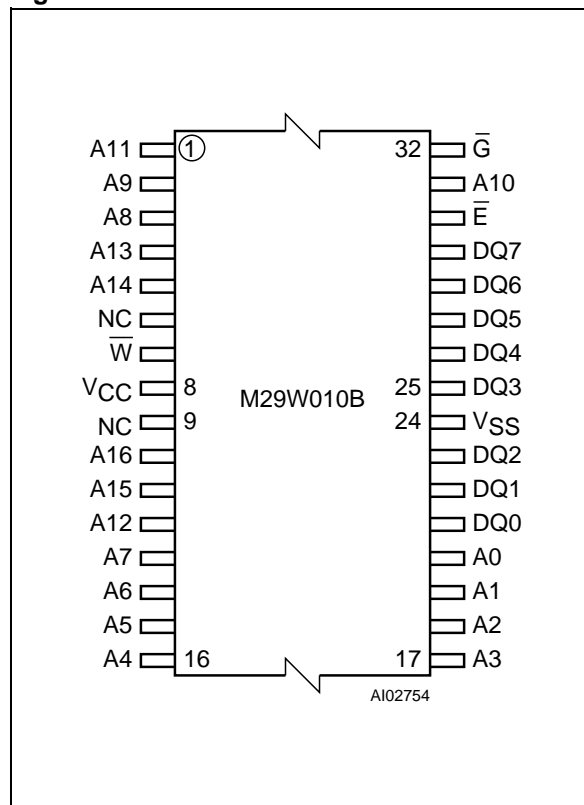 A11 1 32 G̅
A9 A10
A8 E̅
A13 DQ7
A14 DQ6
NC DQ5
W̅ DQ4
VCC 8 25 DQ3
M29W010B
NC 9 24 VSS
A16 DQ2
A15 DQ1
A12 DQ0
A7 A0
A6 A1
A5 A2
A4 16 17 A3
AI02754